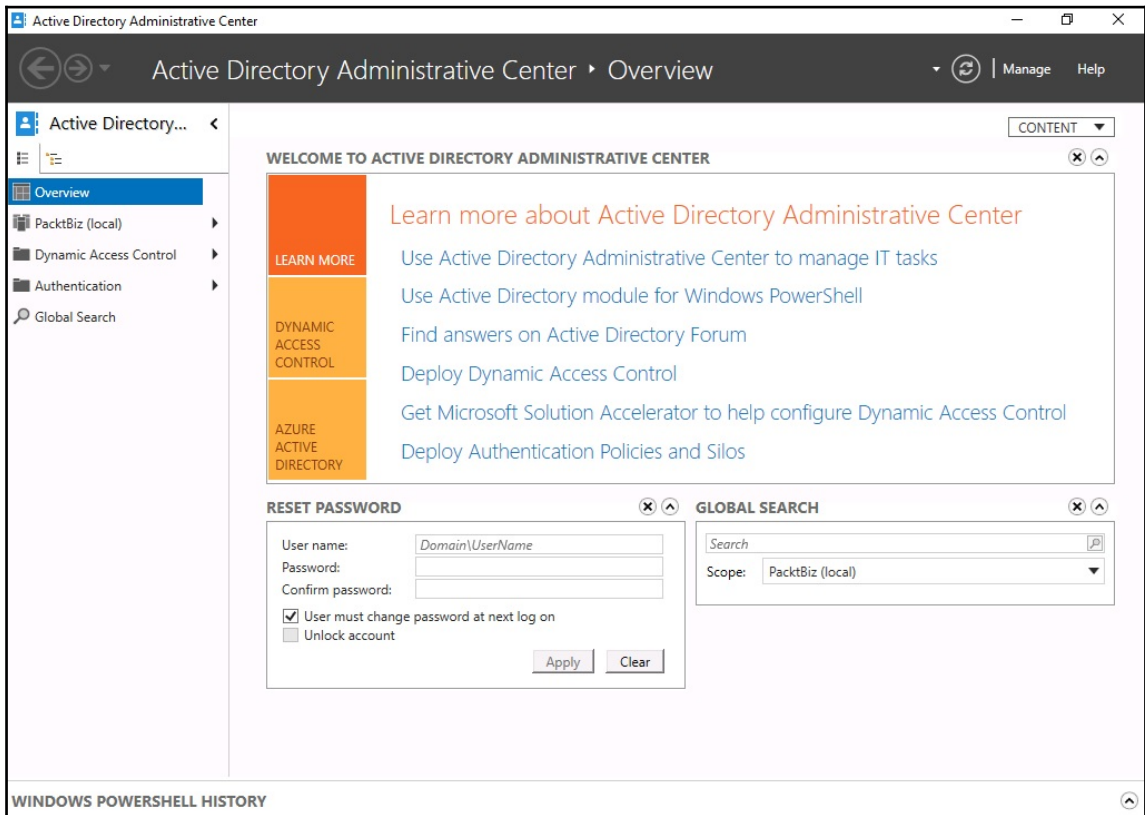 Active Directory Administrative Center
Active Directory Administrative Center • Overview
Manage
Help
Active Directory...
Overview
PacktBiz (local)
Dynamic Access Control
Authentication
Global Search
CONTENT
WELCOME TO ACTIVE DIRECTORY ADMINISTRATIVE CENTER
LEARN MORE
DYNAMIC
ACCESS
CONTROL
AZURE
ACTIVE
DIRECTORY
Learn more about Active Directory Administrative Center
Use Active Directory Administrative Center to manage IT tasks
Use Active Directory module for Windows PowerShell
Find answers on Active Directory Forum
Deploy Dynamic Access Control
Get Microsoft Solution Accelerator to help configure Dynamic Access Control
Deploy Authentication Policies and Silos
RESET PASSWORD
User name: Domain\UserName
Password:
Confirm password:
User must change password at next log on
Unlock account
Apply
Clear
GLOBAL SEARCH
Search
Scope: PacktBiz (local)
WINDOWS POWERSHELL HISTORY